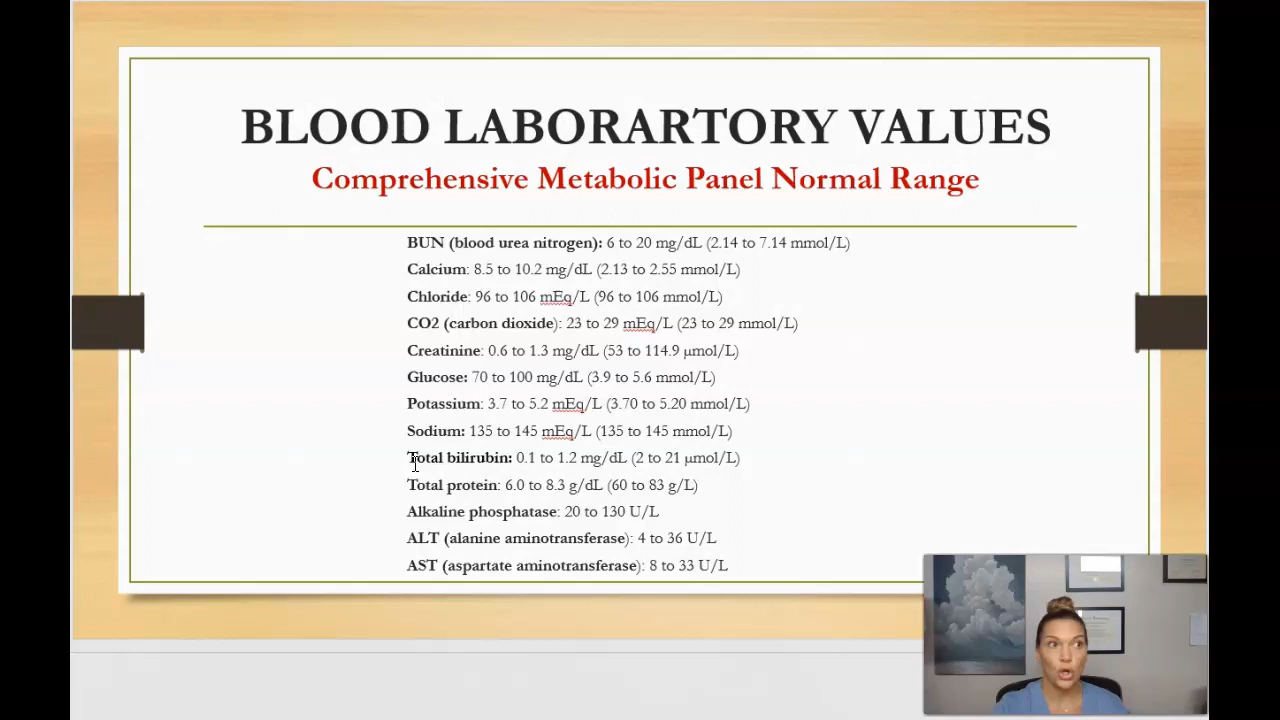 BLOOD LABORARTORY VALUES
Comprehensive Metabolic Panel Normal Range
BUN (blood urea nitrogen): 6 to 20 mg/dL (2.14 to 7.14 mmol/L)
Calcium: 8.5 to 10.2 mg/dL (2.13 to 2.55 mmol/L)
Chloride: 96 to 106 mEq/L (96 to 106 mmol/L)
CO2 (carbon dioxide): 23 to 29 mEq/L (23 to 29 mmol/L)
Creatinine: 0.6 to 1.3 mg/dL (53 to 114.9 µmol/L)
Glucose: 70 to 100 mg/dL (3.9 to 5.6 mmol/L)
Potassium: 3.7 to 5.2 mEq/L (3.70 to 5.20 mmol/L)
Sodium: 135 to 145 mEq/L (135 to 145 mmol/L)
Total bilirubin: 0.1 to 1.2 mg/dL (2 to 21 µmol/L)
Total protein: 6.0 to 8.3 g/dL (60 to 83 g/L)
Alkaline phosphatase: 20 to 130 U/L
ALT (alanine aminotransferase): 4 to 36 U/L
AST (aspartate aminotransferase): 8 to 33 U/L